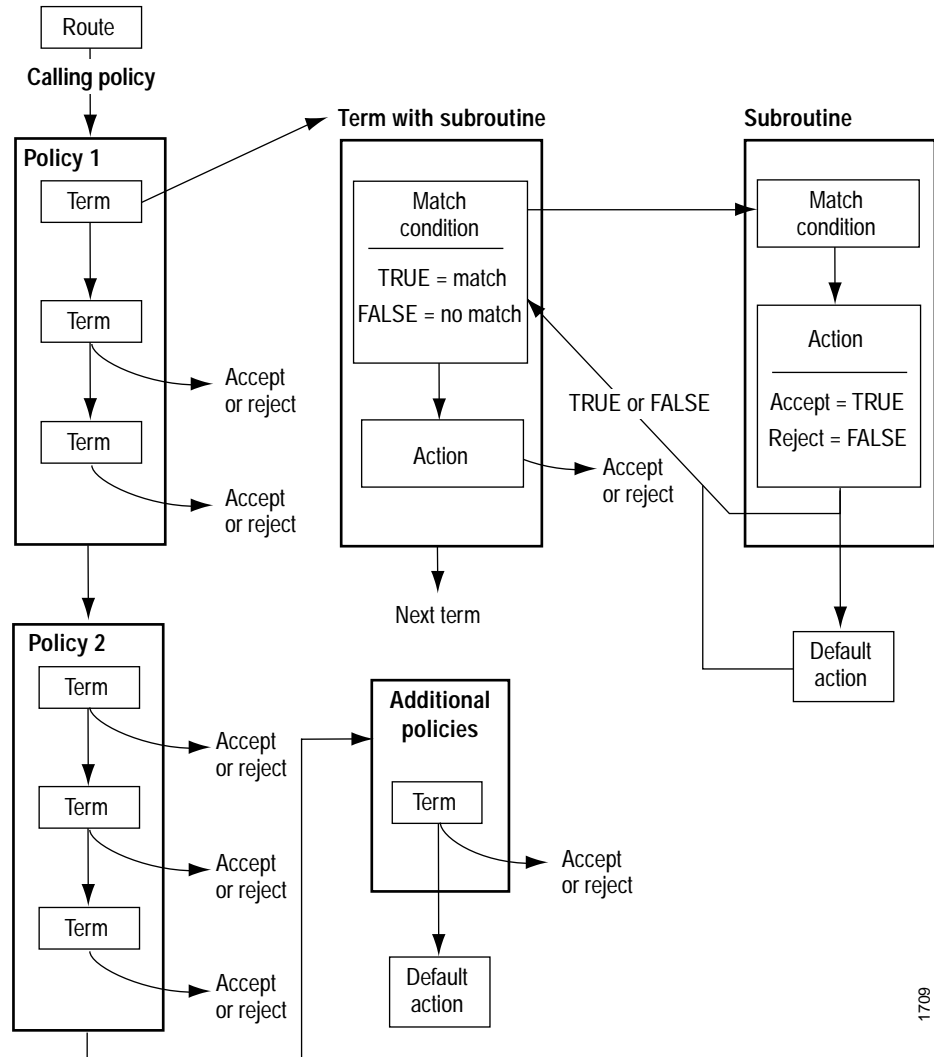 Route
Calling policy
Policy 1
Term
Term
Accept
or reject
Term
Accept
or reject
Term with subroutine
Match
condition
TRUE = match
FALSE = no match
Action
Accept
or reject
Next term
TRUE or FALSE
Subroutine
Match
condition
Action
Accept = TRUE
Reject = FALSE
Default
action
Policy 2
Term
Accept
or reject
Term
Accept
or reject
Term
Accept
or reject
Additional
policies
Term
Accept
or reject
Default
action
1709